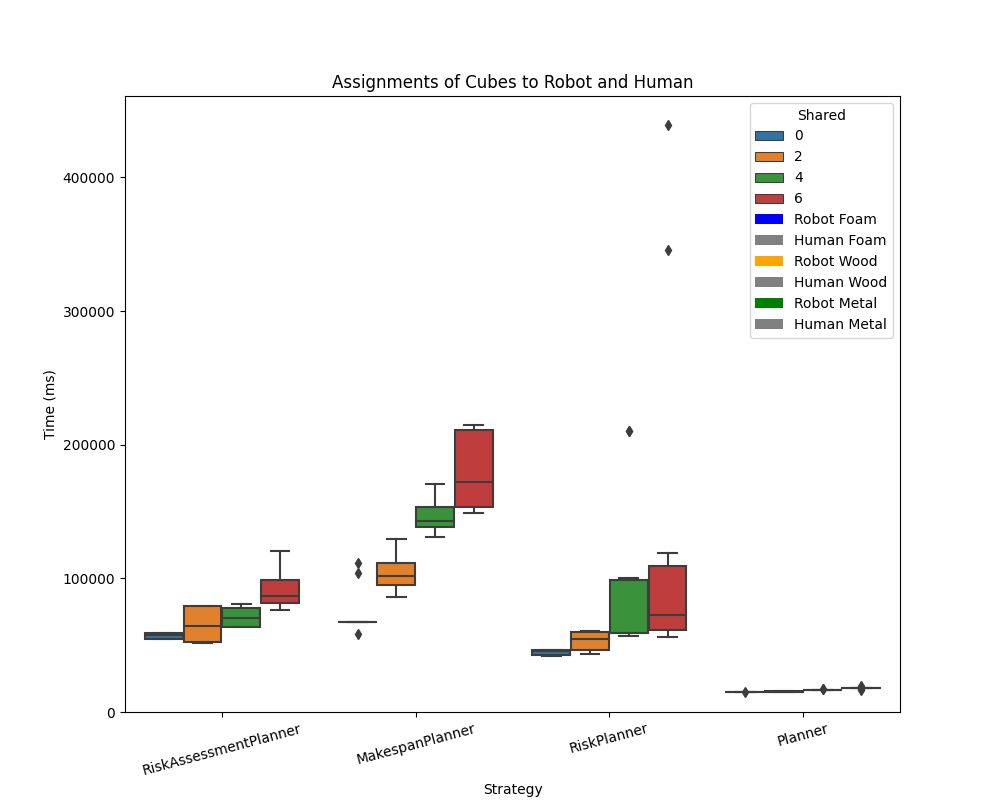 Assignments of Cubes to Robot and Human
Shared
0
2
4
6
Robot Foam
Human Foam
Robot Wood
Human Wood
Robot Metal
Human Metal
400000
300000
200000
100000
0
Time (ms)
RiskAssessmentPlanner
MakespanPlanner
RiskPlanner
Planner
Strategy